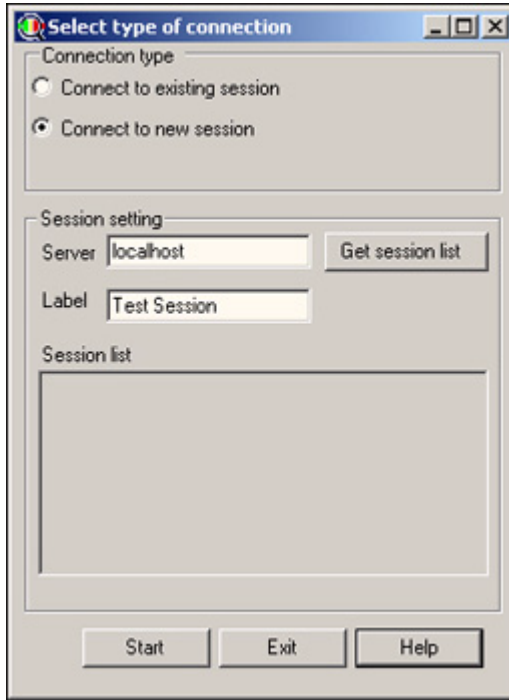 Select type of connection
Connection type
Connect to existing session
Connect to new session
Session setting
Server localhost Get session list
Label Test Session
Session list
Start Exit Help